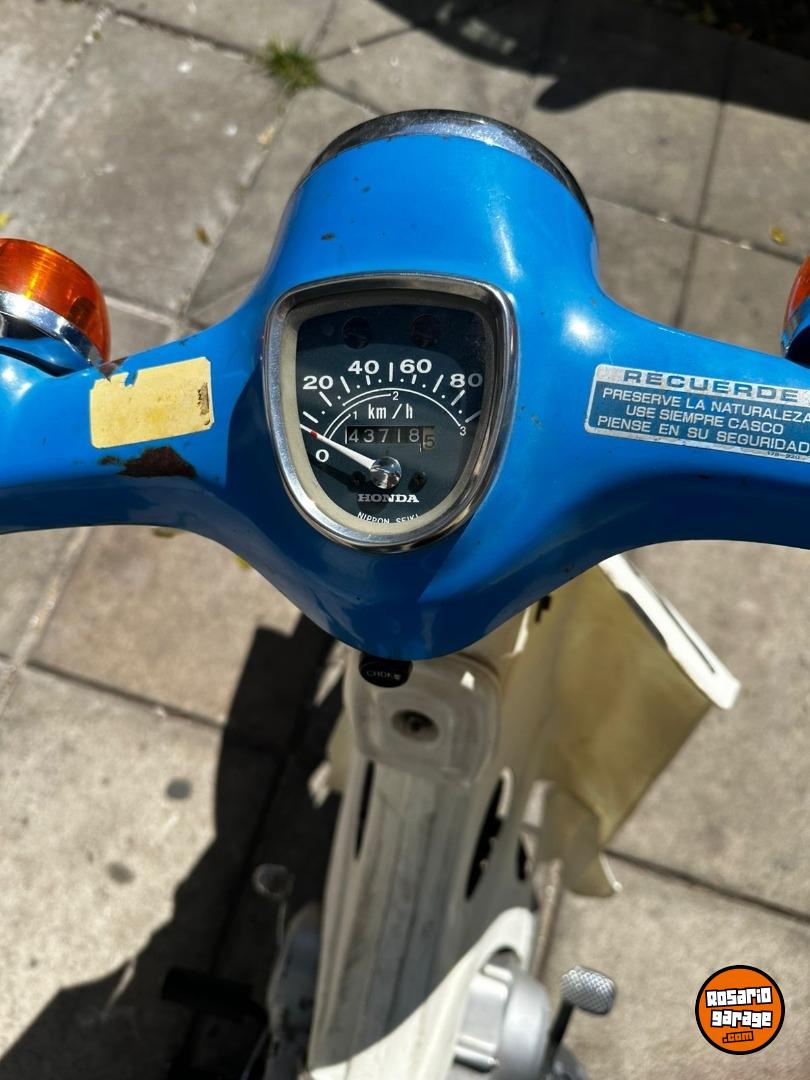 20 40 60 80
1 2 3
km/h
43718 5
0
HONDA
NIPPON SEIKI
RECUERDE
PRESERVE LA NATURALEZA
USE SIEMPRE CASCO
PIENSE EN SU SEGURIDAD
CHOKE
ROSARIO
garage
.com